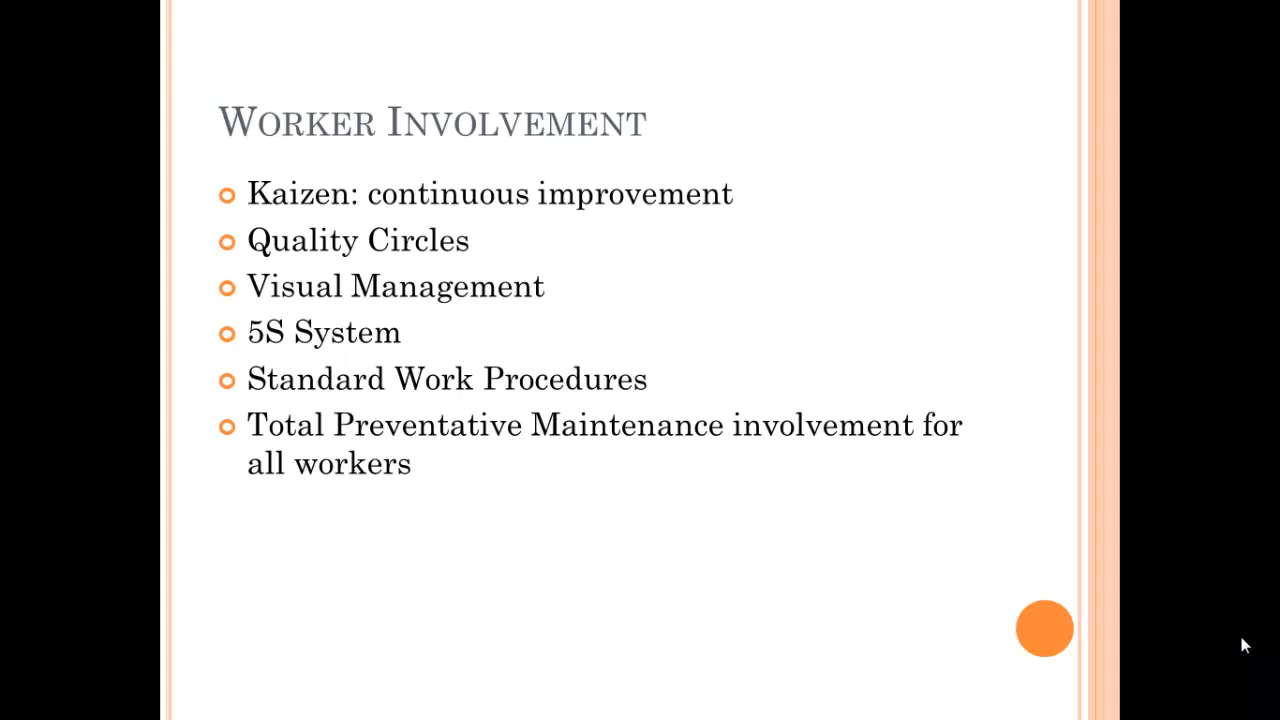 Worker Involvement
Kaizen: continuous improvement
Quality Circles
Visual Management
5S System
Standard Work Procedures
Total Preventative Maintenance involvement for
all workers